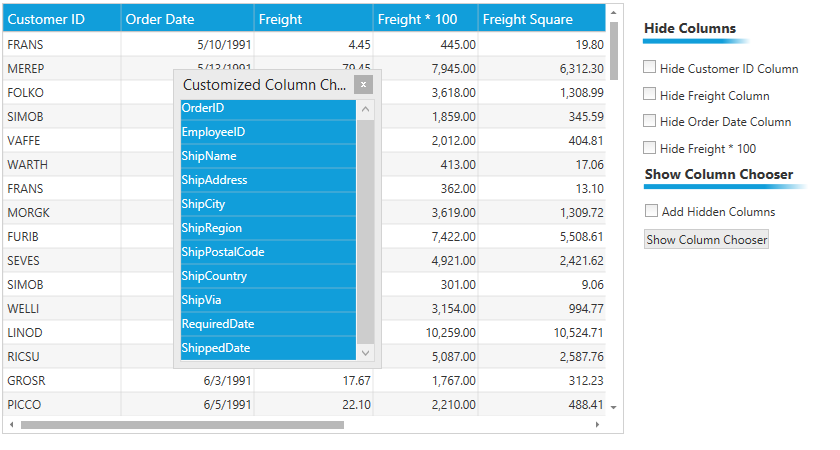 Customer ID Order Date Freight Freight * 100 Freight Square
FRANS 5/10/1991 4.45 445.00 19.80
MEREP 5/13/1991 79.45 7,945.00 6,312.30
FOLKO 3,618.00 1,308.99
SIMOB 1,859.00 345.59
VAFFE 2,012.00 404.81
WARTH 413.00 17.06
FRANS 362.00 13.10
MORGK 3,619.00 1,309.72
FURIB 7,422.00 5,508.61
SEVES 4,921.00 2,421.62
SIMOB 301.00 9.06
WELLI 3,154.00 994.77
LINOD 10,259.00 10,524.71
RICSU 5,087.00 2,587.76
GROSR 6/3/1991 17.67 1,767.00 312.23
PICCO 6/5/1991 22.10 2,210.00 488.41
Customized Column Ch... x
OrderID
EmployeeID
ShipName
ShipAddress
ShipCity
ShipRegion
ShipPostalCode
ShipCountry
ShipVia
RequiredDate
ShippedDate
Hide Columns
Hide Customer ID Column
Hide Freight Column
Hide Order Date Column
Hide Freight * 100
Show Column Chooser
Add Hidden Columns
Show Column Chooser